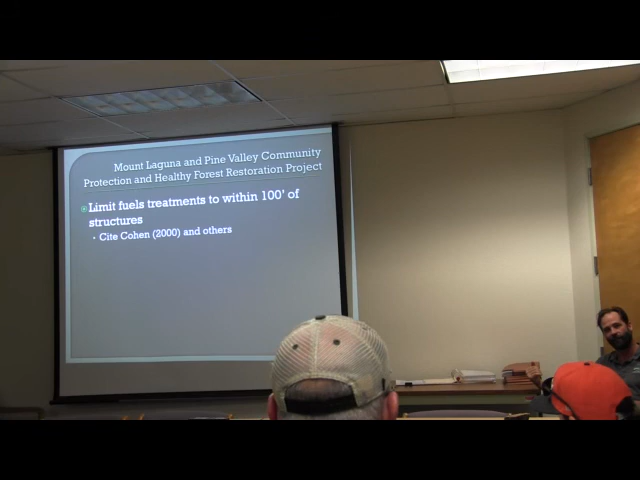 Mount Laguna and Pine Valley Community
Protection and Healthy Forest Restoration Project
Limit fuels treatments to within 100' of
structures
Cite Cohen (2000) and others